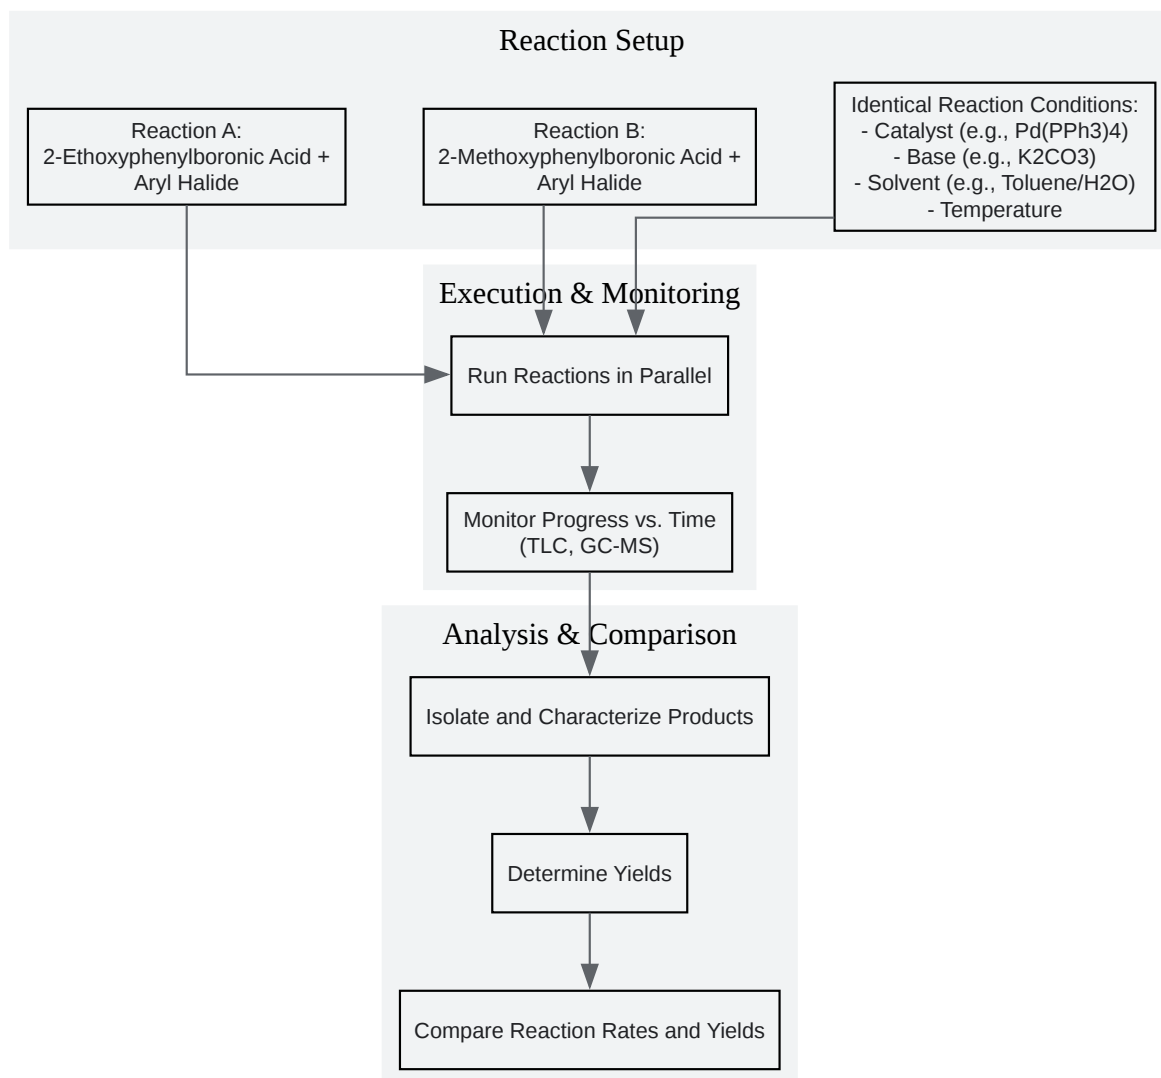 Reaction Setup
Reaction A:
2-Ethoxyphenylboronic Acid +
Aryl Halide
Reaction B:
2-Methoxyphenylboronic Acid +
Aryl Halide
Identical Reaction Conditions:
- Catalyst (e.g., Pd(PPh3)4)
- Base (e.g., K2CO3)
- Solvent (e.g., Toluene/H2O)
- Temperature
Execution & Monitoring
Run Reactions in Parallel
Monitor Progress vs. Time
(TLC, GC-MS)
Analysis & Comparison
Isolate and Characterize Products
Determine Yields
Compare Reaction Rates and Yields